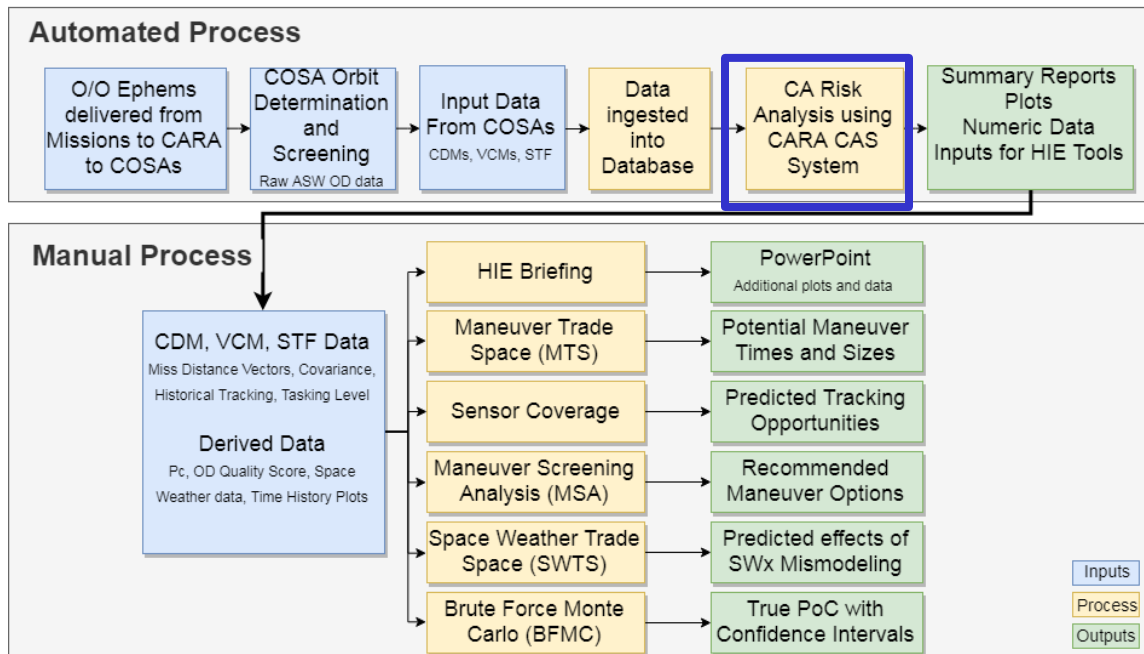 Automated Process
O/O Ephems
delivered from
Missions to CARA
to COSAs
COSA Orbit
Determination
and
Screening
Raw ASW OD data
Input Data
From COSAs
CDMs, VCMs, STF
Data
ingested
into
Database
CA Risk
Analysis using
CARA CAS
System
Summary Reports
Plots
Numeric Data
Inputs for HIE Tools
Manual Process
CDM, VCM, STF Data
Miss Distance Vectors, Covariance,
Historical Tracking, Tasking Level
Derived Data
Pc, OD Quality Score, Space
Weather data, Time History Plots
HIE Briefing
PowerPoint
Additional plots and data
Maneuver Trade
Space (MTS)
Potential Maneuver
Times and Sizes
Sensor Coverage
Predicted Tracking
Opportunities
Maneuver Screening
Analysis (MSA)
Recommended
Maneuver Options
Space Weather Trade
Space (SWTS)
Predicted effects of
SWx Mismodeling
Brute Force Monte
Carlo (BFMC)
True PoC with
Confidence Intervals
Inputs
Process
Outputs